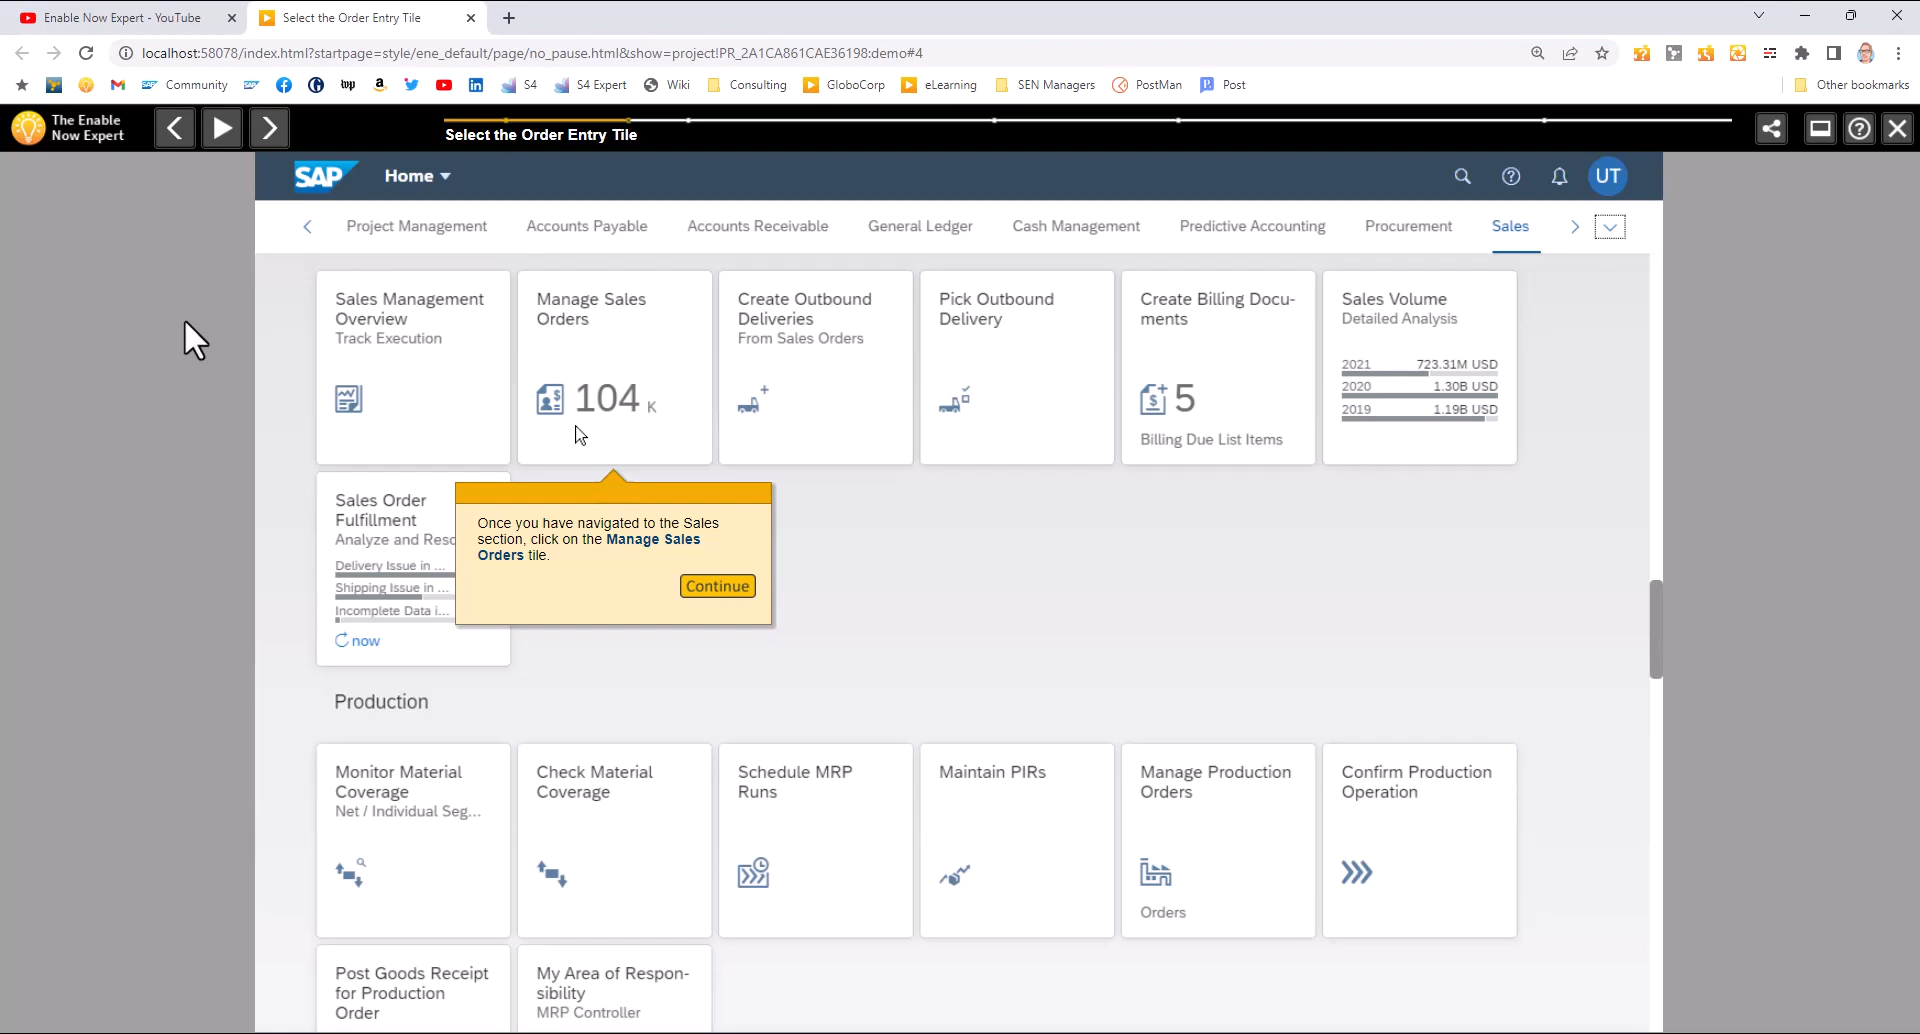 Enable Now Expert - YouTube
Select the Order Entry Tile
localhost:58078/index.html?startpage=style/ene_default/page/no_pause.html&show=project!PR_2A1CA861CAE36198:demo#4
Community
wp
S4
S4 Expert
Wiki
Consulting
GloboCorp
eLearning
SEN Managers
PostMan
Post
Other bookmarks
The Enable
Now Expert
Select the Order Entry Tile
SAP
Home
UT
Project Management
Accounts Payable
Accounts Receivable
General Ledger
Cash Management
Predictive Accounting
Procurement
Sales
Sales Management
Overview
Track Execution
Manage Sales
Orders
104 K
Create Outbound
Deliveries
From Sales Orders
Pick Outbound
Delivery
Create Billing Docu-
ments
5
Billing Due List Items
Sales Volume
Detailed Analysis
2021 723.31M USD
2020 1.30B USD
2019 1.19B USD
Sales Order
Fulfillment
Analyze and Reso
Delivery Issue in ...
Shipping Issue in ...
Incomplete Data i...
now
Once you have navigated to the Sales
section, click on the Manage Sales
Orders tile.
Continue
Production
Monitor Material
Coverage
Net / Individual Seg...
Check Material
Coverage
Schedule MRP
Runs
Maintain PIRs
Manage Production
Orders
Orders
Confirm Production
Operation
Post Goods Receipt
for Production
Order
My Area of Respon-
sibility
MRP Controller